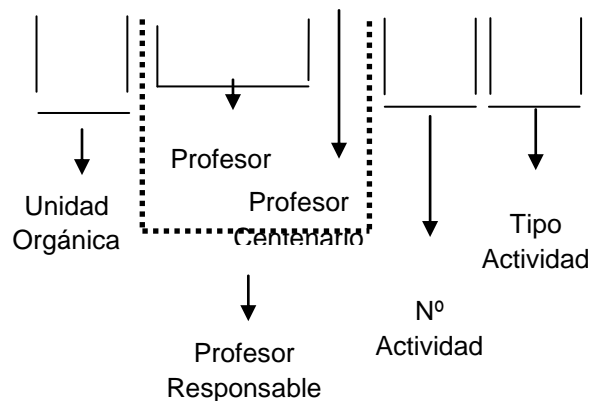 Profesor
Unidad
Orgánica
Profesor
Centenario
Tipo
Actividad
Nº
Actividad
Profesor
Responsable